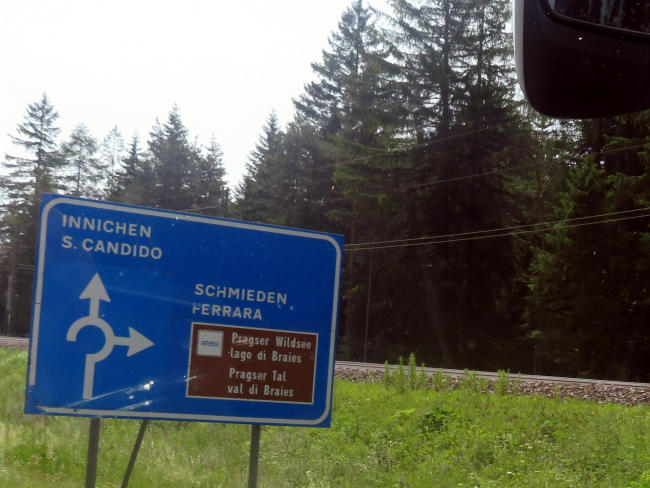 INNICHEN
S. CANDIDO
SCHMIEDEN
FERRARA
Pragser Wildsee
lago di Braies
Pragser Tal
val di Braies